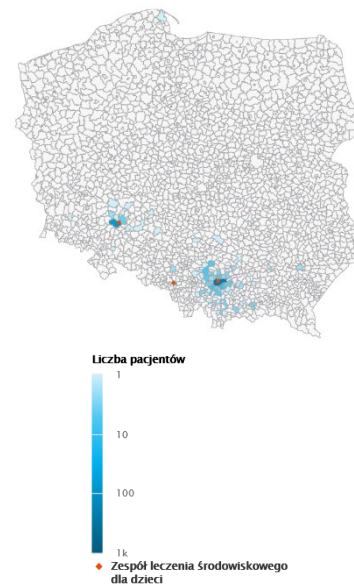 Liczba pacjentów
1
10
100
1k
Zespół leczenia środowiskowego
dla dzieci